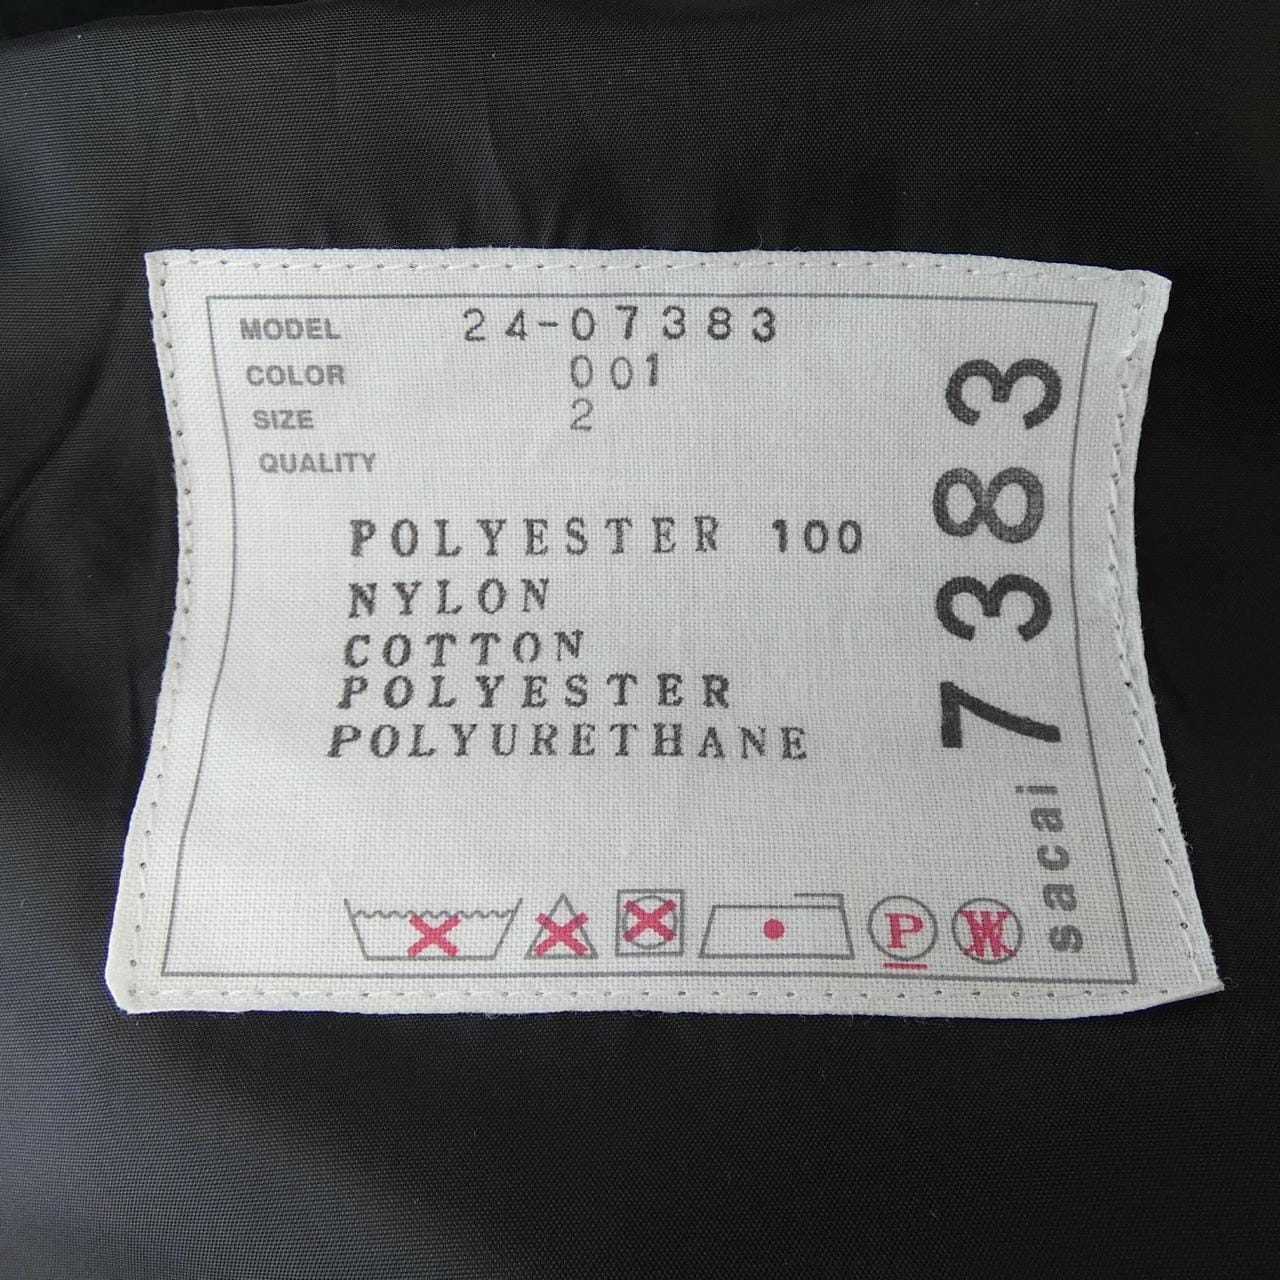 MODEL 24-07383
COLOR 001
SIZE 2
QUALITY
POLYESTER 100
NYLON
COTTON
POLYESTER
POLYURETHANE
P W
sacai 7383